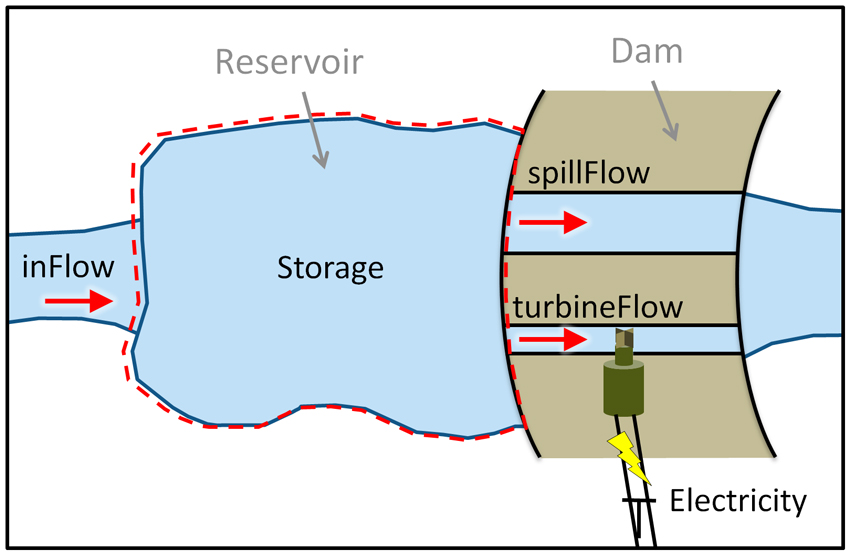 Reservoir
Dam
spillFlow
inFlow
Storage
turbineFlow
Electricity